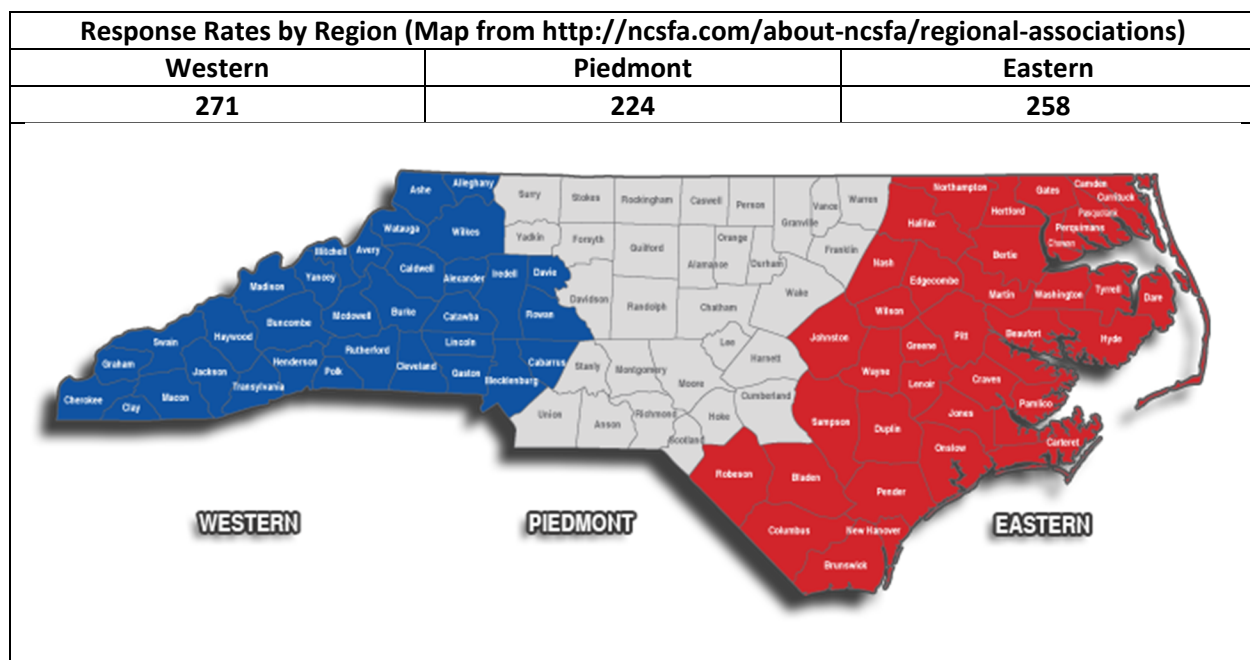 Response Rates by Region (Map from http://ncsfa.com/about-ncsfa/regional-associations)
Western Piedmont Eastern
271 224 258
Ashe Alleghany Surry Stokes Rockingham Caswell Person Vance Warren Northampton Gates Camden
Currituck
Granville Hertford Pasquotank
Watauga Wilkes Halifax Perquimans
Yadkin Forsyth Guilford Orange Franklin Chowan
Mitchell Avery Alamance Durham Nash Bertie
Caldwell Alexander Iredell Davie Edgecombe
Madison Yancey Davidson Randolph Chatham Wake Martin Washington Tyrrell Dare
Buncombe Mcdowell Burke Catawba Rowan Wilson
Swain Haywood Lincoln Johnston Greene Pitt Beaufort Hyde
Rutherford Lee
Graham Jackson Henderson Polk Cleveland Gaston Cabarrus Stanly Montgomery Moore Harnett Wayne Lenoir Craven
Transylvania Mecklenburg
Cherokee Clay Macon Cumberland Pamlico
Union Anson Richmond Hoke Sampson Duplin Jones
Scotland Onslow Carteret
Robeson Bladen
Pender
Columbus New Hanover
WESTERN PIEDMONT EASTERN
Brunswick